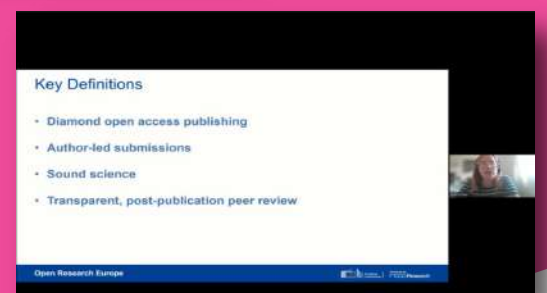 Key Definitions
• Diamond open access publishing
• Author-led submissions
• Sound science
• Transparent, post-publication peer review
Open Research Europe